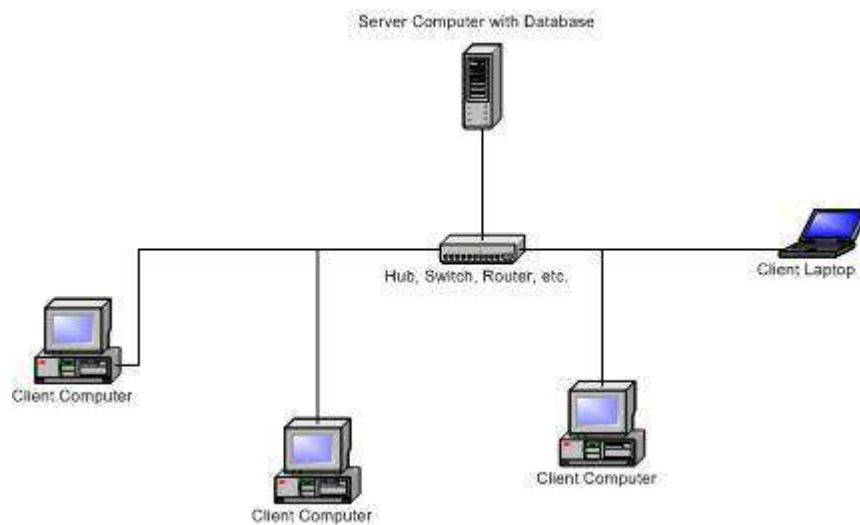 Server Computer with Database
Hub, Switch, Router, etc.
Client Laptop
Client Computer
Client Computer
Client Computer